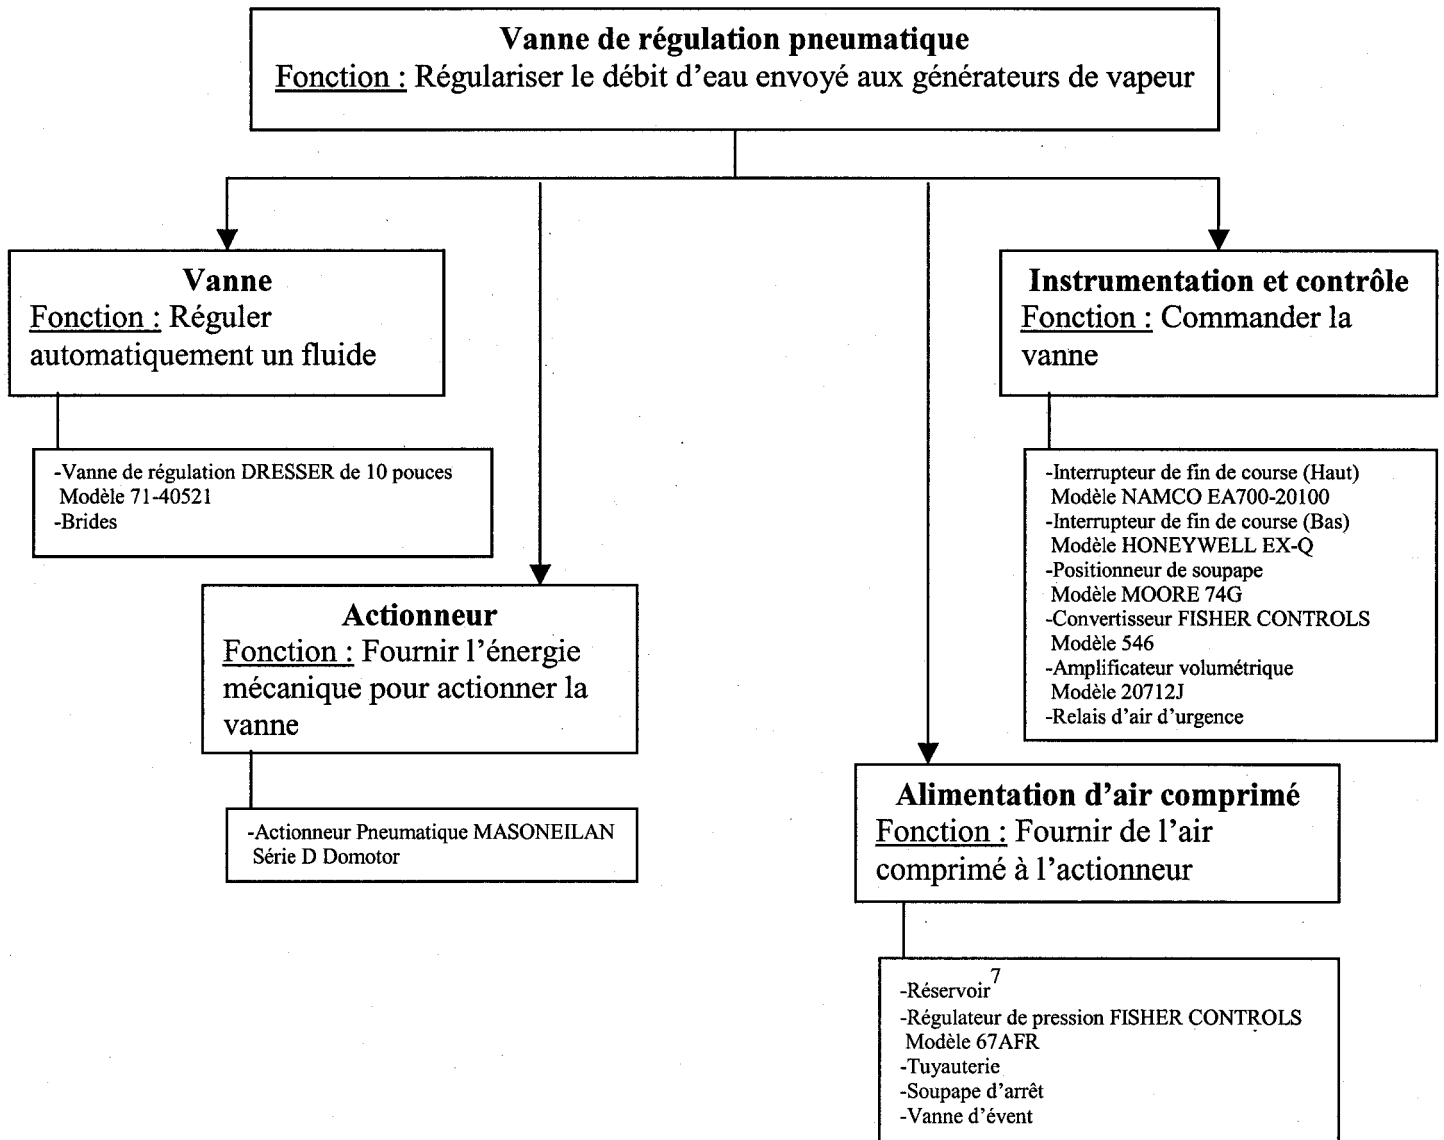 Vanne de régulation pneumatique
Fonction : Régulariser le débit d'eau envoyé aux générateurs de vapeur
Vanne
Fonction : Réguler
automatiquement un fluide
-Vanne de régulation DRESSER de 10 pouces
Modèle 71-40521
-Brides
Actionneur
Fonction : Fournir l'énergie
mécanique pour actionner la
vanne
-Actionneur Pneumatique MASONEILAN
Série D Domotor
Instrumentation et contrôle
Fonction : Commander la
vanne
-Interrupteur de fin de course (Haut)
Modèle NAMCO EA700-20100
-Interrupteur de fin de course (Bas)
Modèle HONEYWELL EX-Q
-Positionneur de soupape
Modèle MOORE 74G
-Convertisseur FISHER CONTROLS
Modèle 546
-Amplificateur volumétrique
Modèle 20712J
-Relais d'air d'urgence
Alimentation d'air comprimé
Fonction : Fournir de l'air
comprimé à l'actionneur
-Réservoir7
-Régulateur de pression FISHER CONTROLS
Modèle 67AFR
-Tuyauterie
-Soupape d'arrêt
-Vanne d'évent